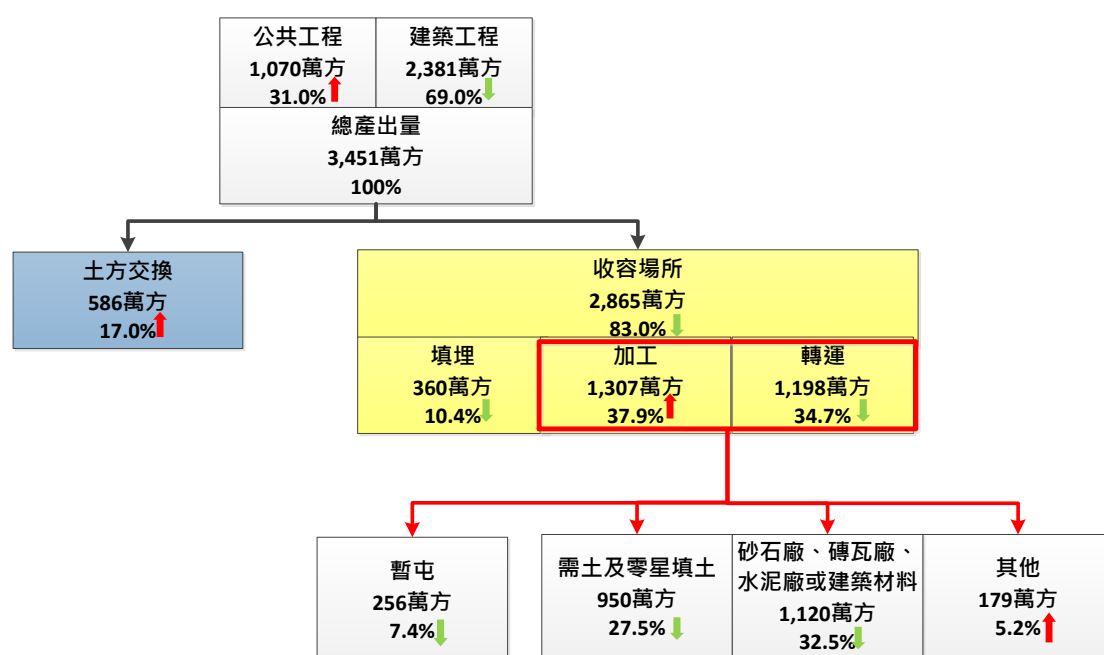 公共工程
1,070萬方
31.0%
建築工程
2,381萬方
69.0%
總產出量
3,451萬方
100%
土方交換
586萬方
17.0%
收容場所
2,865萬方
83.0%
填埋
360萬方
10.4%
加工
1,307萬方
37.9%
轉運
1,198萬方
34.7%
暫屯
256萬方
7.4%
需土及零星填土
950萬方
27.5%
砂石廠、磚瓦廠、
水泥廠或建築材料
1,120萬方
32.5%
其他
179萬方
5.2%